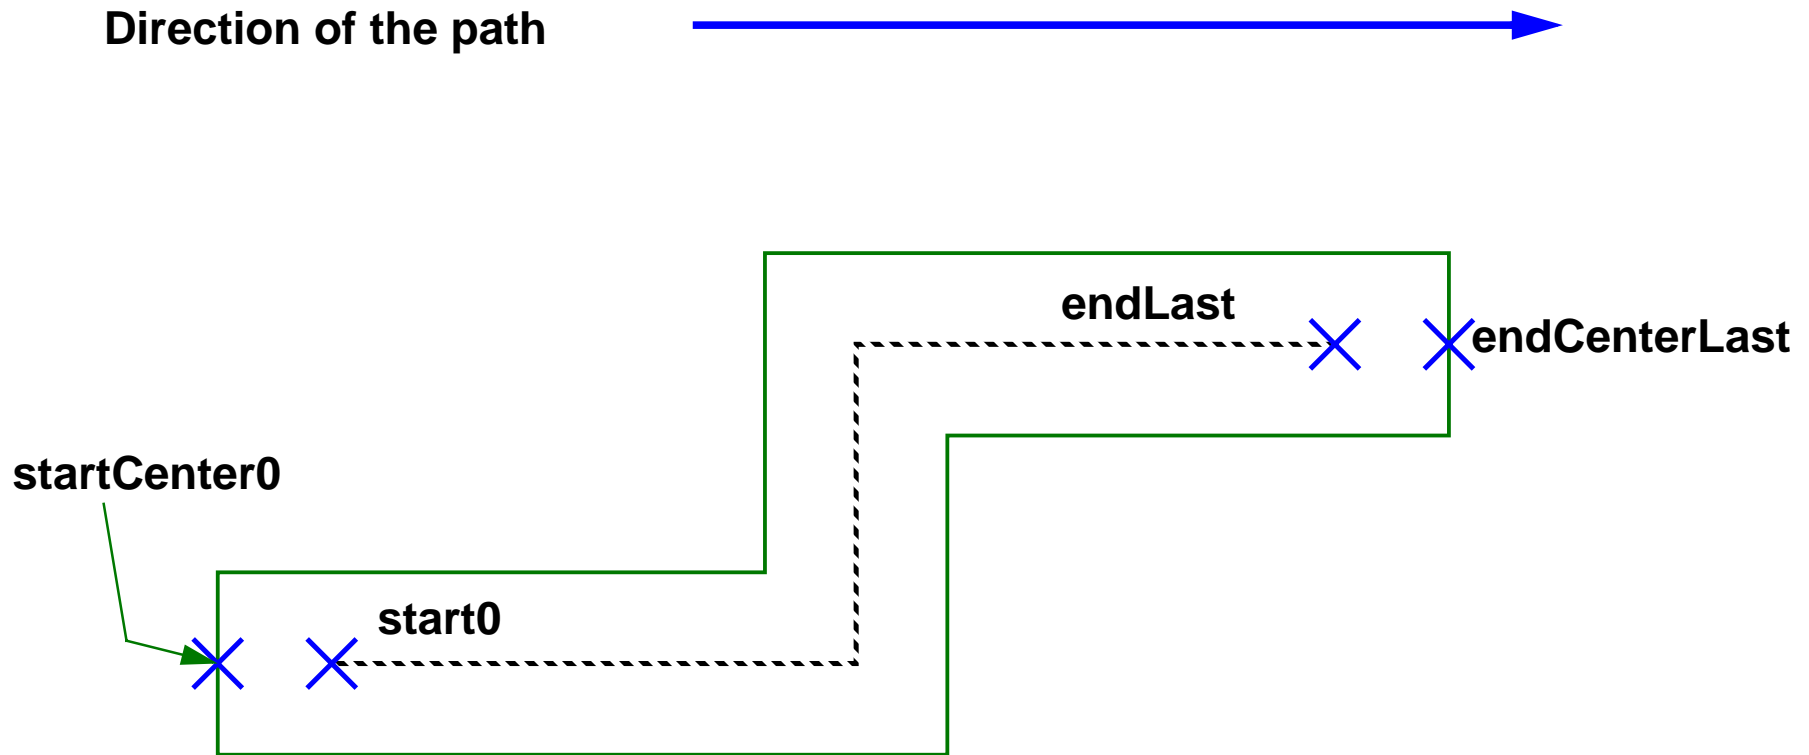 Direction of the path
endLast
endCenterLast
startCenter0
start0